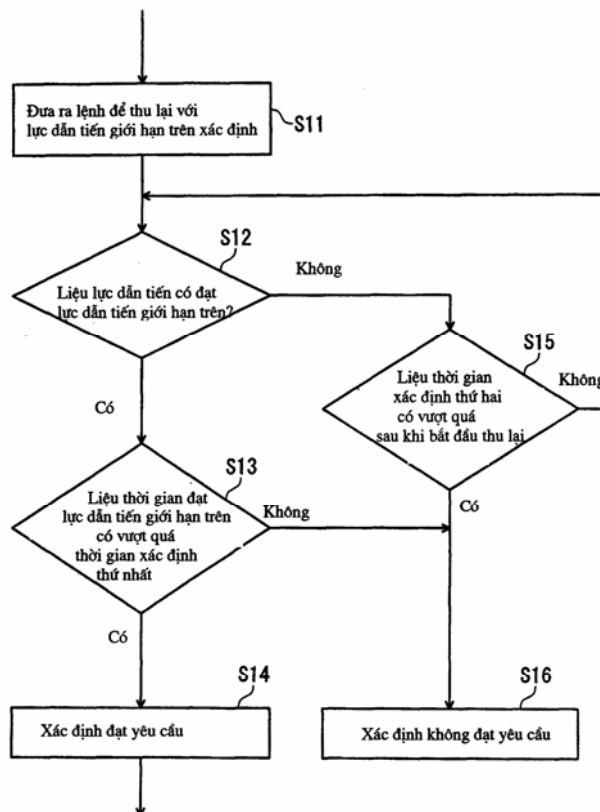 Đưa ra lệnh để thu lại với
lực dẫn tiến giới hạn trên xác định
S11
S12
Không
Liệu lực dẫn tiến có đạt
lực dẫn tiến giới hạn trên?
S15
Liệu thời gian
xác định thứ hai
có vượt quá
sau khi bắt đầu thu lại
Không
Có
S13
Liệu thời gian đạt
lực dẫn tiến giới hạn trên
có vượt quá
thời gian xác định
thứ nhất
Không
Có
Có
S14
Xác định đạt yêu cầu
S16
Xác định không đạt yêu cầu